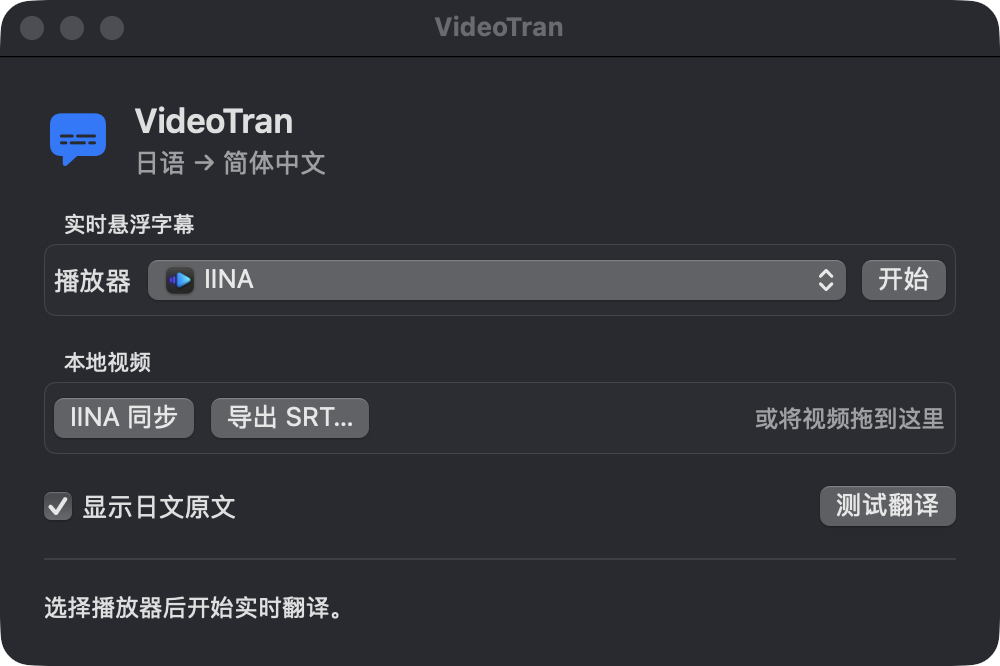 VideoTran
VideoTran
日语 → 简体中文
实时悬浮字幕
播放器 IINA 开始
本地视频
IINA 同步 导出 SRT... 或将视频拖到这里
显示日文原文 测试翻译
选择播放器后开始实时翻译。